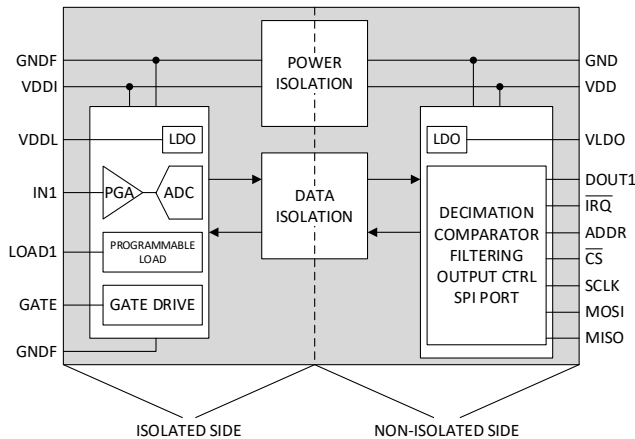 GNDF
VDDI
VDDL
IN1
LOAD1
GATE
GNDF
LDO
PGA
ADC
PROGRAMMABLE
LOAD
GATE DRIVE
POWER
ISOLATION
DATA
ISOLATION
LDO
DECIMATION
COMPARATOR
FILTERING
OUTPUT CTRL
SPI PORT
GND
VDD
VLDO
DOUT1
IRQ
ADDR
CS
SCLK
MOSI
MISO
ISOLATED SIDE
NON-ISOLATED SIDE